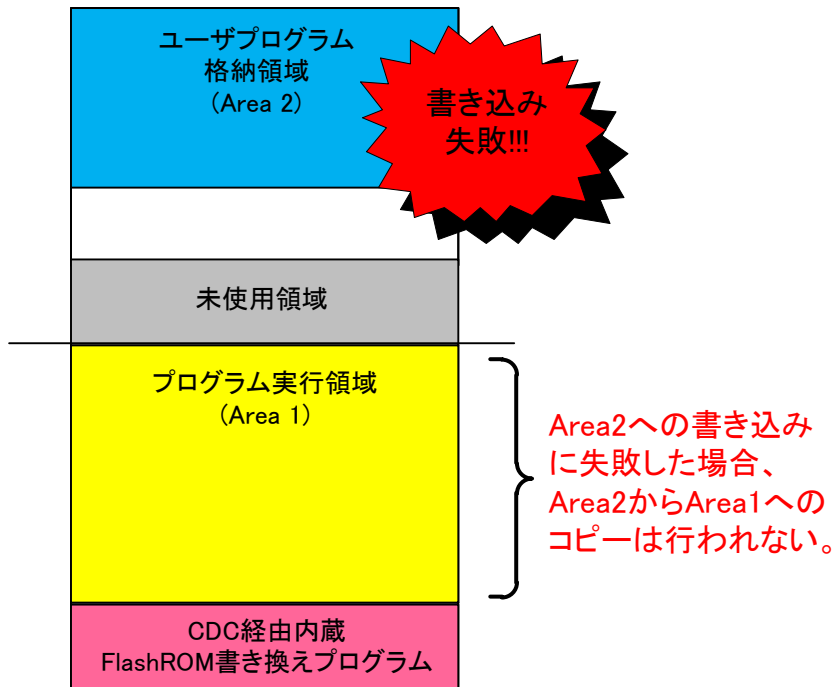 ユーザプログラム
格納領域
(Area 2)
書き込み
失敗!!!
未使用領域
プログラム実行領域
(Area 1)
Area2への書き込み
に失敗した場合、
Area2からArea1への
コピーは行われない。
CDC経由内蔵
FlashROM書き換えプログラム